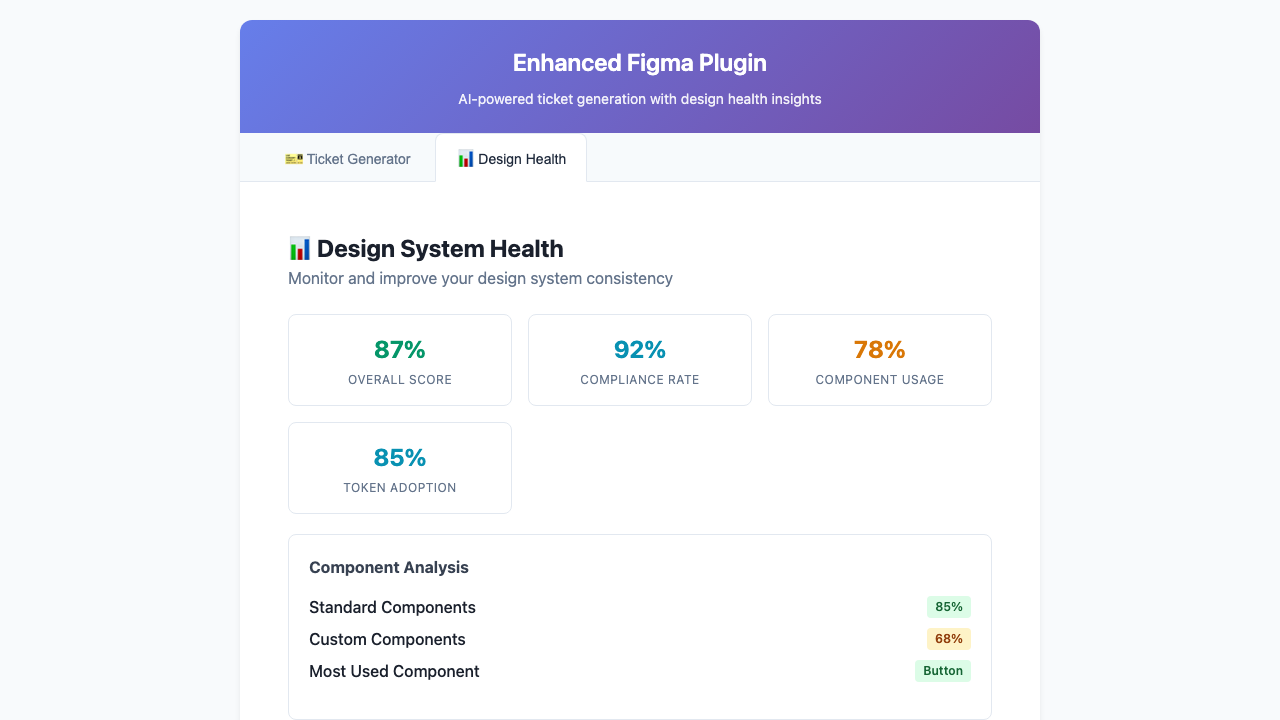 Enhanced Figma Plugin
AI-powered ticket generation with design health insights
Ticket Generator
Design Health
Design System Health
Monitor and improve your design system consistency
87%
OVERALL SCORE
92%
COMPLIANCE RATE
78%
COMPONENT USAGE
85%
TOKEN ADOPTION
Component Analysis
Standard Components 85%
Custom Components 68%
Most Used Component Button